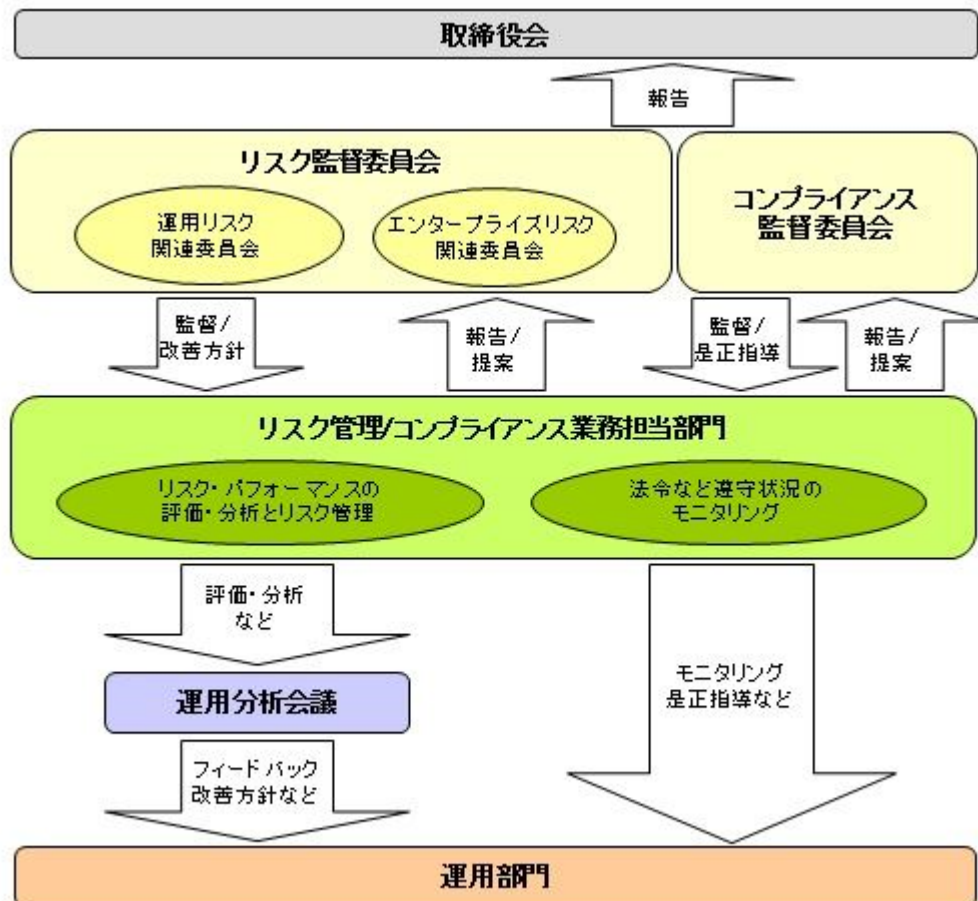 取締役会
報告
リスク監督委員会
運用リスク
関連委員会
エンタープライズリスク
関連委員会
コンプライアンス
監督委員会
監督/
改善方針
報告/
提案
監督/
是正指導
報告/
提案
リスク管理/コンプライアンス業務担当部門
リスク・パフォーマンスの
評価・分析とリスク管理
法令など遵守状況の
モニタリング
評価・分析
など
運用分析会議
モニタリング
是正指導など
フィードバック
改善方針など
運用部門